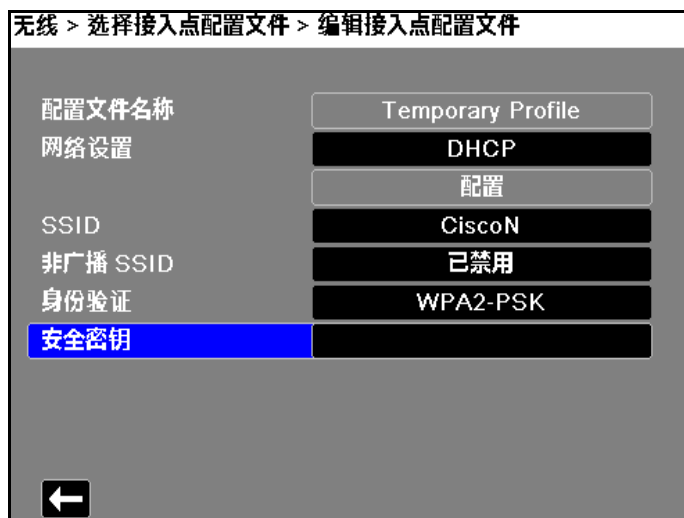 无线 > 选择接入点配置文件 > 编辑接入点配置文件
配置文件名称 Temporary Profile
网络设置 DHCP
配置
SSID CiscoN
非广播 SSID 已禁用
身份验证 WPA2-PSK
安全密钥